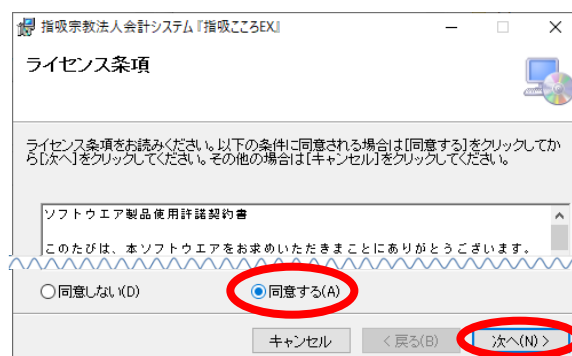 指吸宗教法人会計システム『指吸こころEX』
ライセンス条項
ライセンス条項をお読みください。以下の条件に同意される場合は[同意する]をクリックしてか
ら[次へ]をクリックしてください。その他の場合は[キャンセル]をクリックしてください。
ソフトウエア製品使用許諾契約書
このたびは、本ソフトウエアをお求めいただきまことにありがとうございます。
同意しない(D) 同意する(A)
キャンセル < 戻る(B) 次へ(N) >